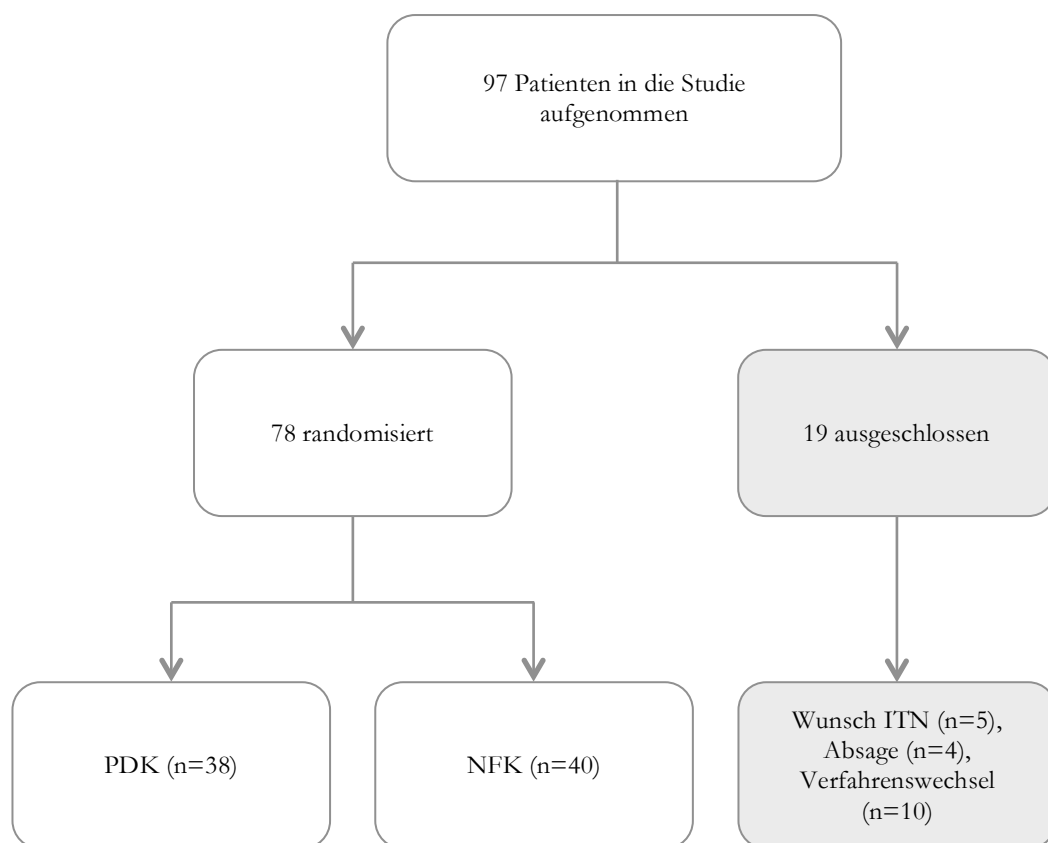 97 Patienten in die Studie
aufgenommen
78 randomisiert
19 ausgeschlossen
PDK (n=38)
NFK (n=40)
Wunsch ITN (n=5),
Absage (n=4),
Verfahrenswechsel
(n=10)